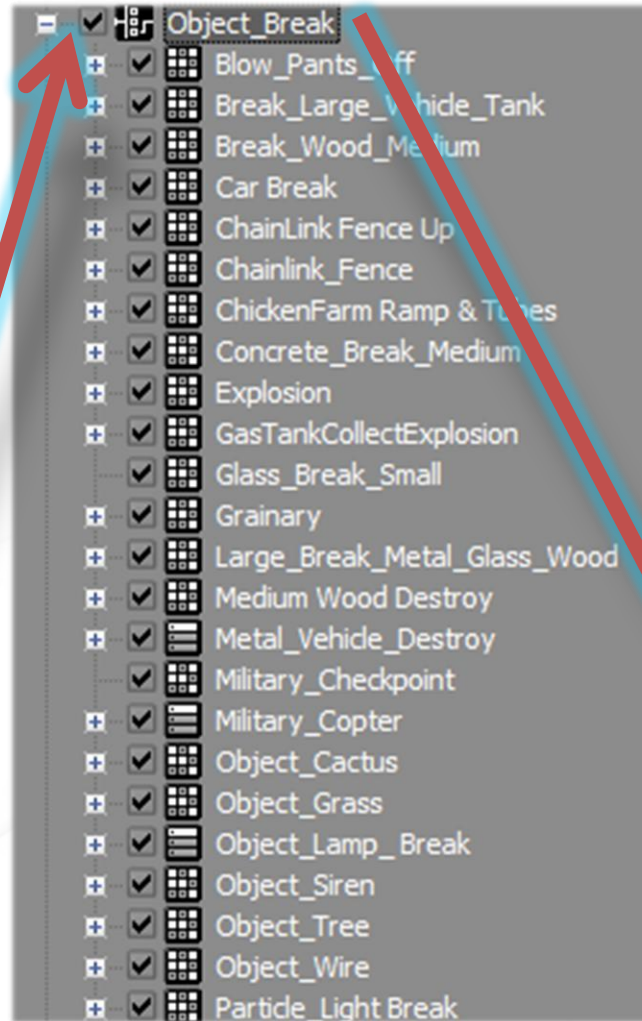 Object_Break
Blow_Pants_Off
Break_Large_Vehicle_Tank
Break_Wood_Medium
Car Break
ChainLink Fence Up
Chainlink_Fence
ChickenFarm Ramp & Tubes
Concrete_Break_Medium
Explosion
GasTankCollectExplosion
Glass_Break_Small
Grainary
Large_Break_Metal_Glass_Wood
Medium Wood Destroy
Metal_Vehicle_Destroy
Military_Checkpoint
Military_Copter
Object_Cactus
Object_Grass
Object_Lamp_ Break
Object_Siren
Object_Tree
Object_Wire
Particle_Light Break